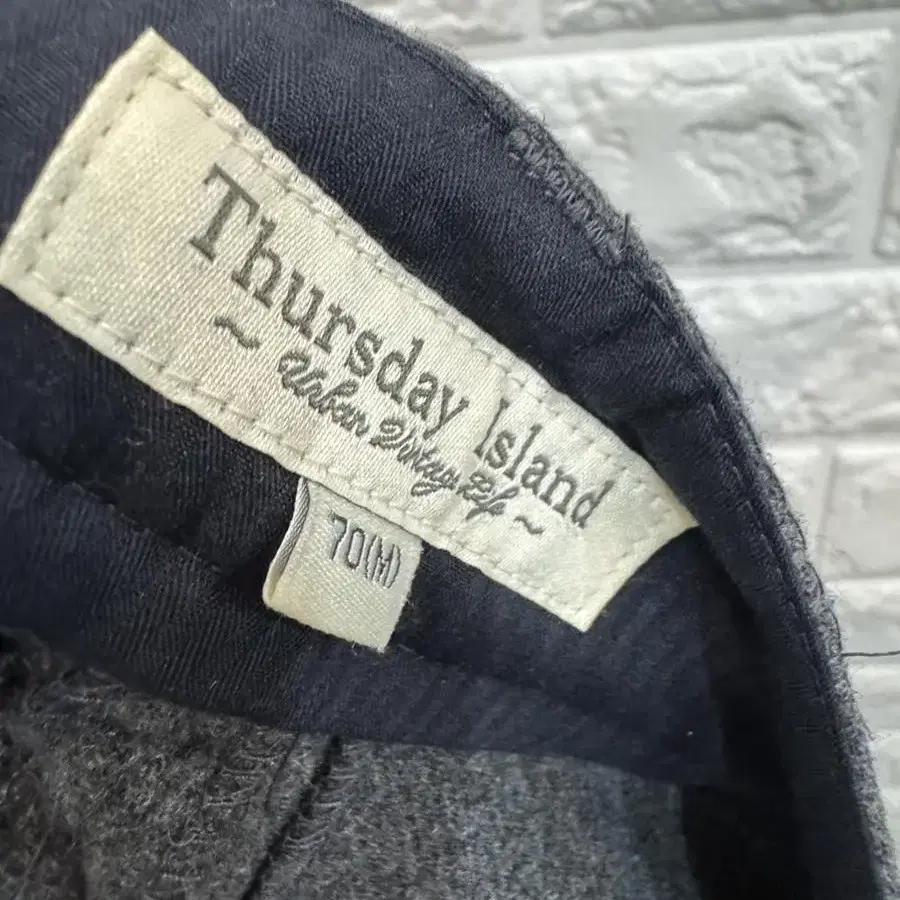 Thursday Island
~ Urban Vintage Life ~
70(M)